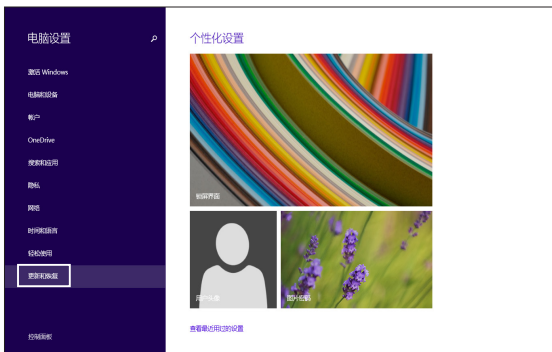 电脑设置
个性化设置
激活 Windows
电脑和设备
帐户
OneDrive
搜索和应用
隐私
网络
时间和语言
轻松使用
更新和恢复
控制面板
锁屏界面
用户头像
图片密码
查看最近用过的设置